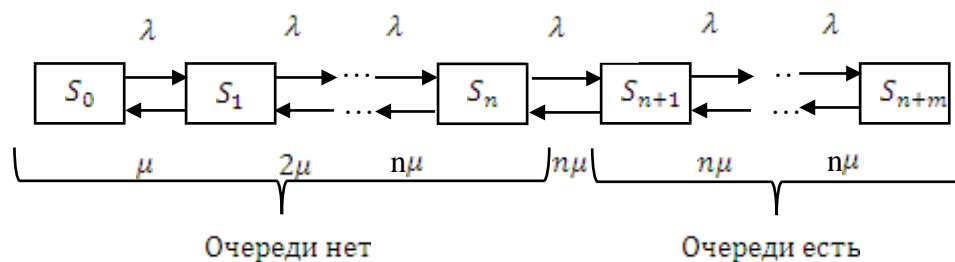 λ λ λ λ λ λ
S₀ S₁ ... Sₙ Sₙ₊₁ ... Sₙ₊ₘ
μ 2μ nμ nμ nμ nμ
Очереди нет Очереди есть